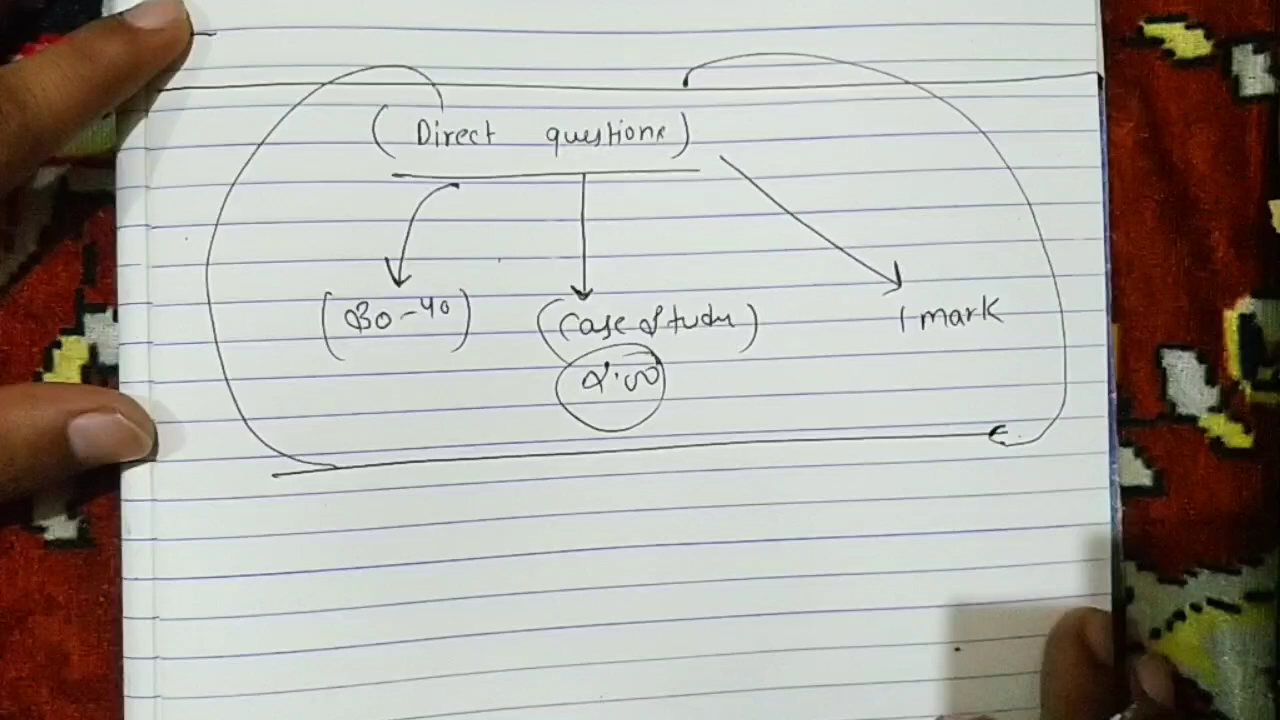 (Direct questions)
(30-40) (Case study) 1 mark